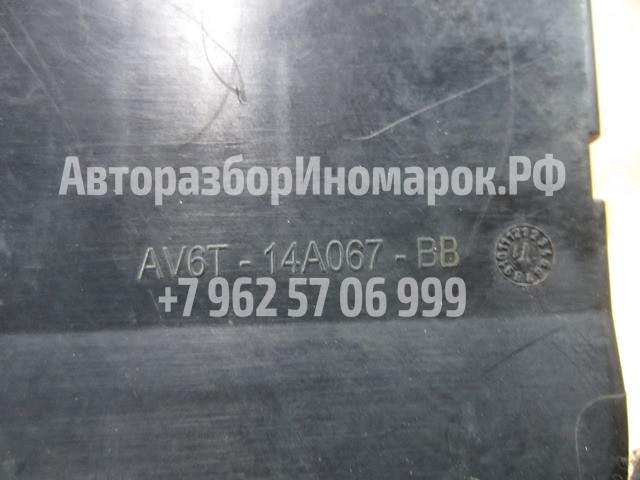 АвторазборИномарок.РФ
AV6T - 14A067 - BB
+7 962 57 06 999